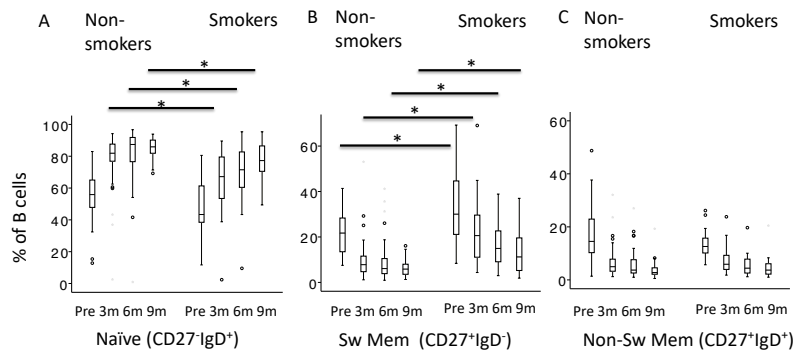 A
Non-
smokers
Smokers
*
*
*
% of B cells
100
80
60
40
20
0
Pre 3m 6m 9m
Pre 3m 6m 9m
Naïve (CD27⁻IgD⁺)
B
Non-
smokers
Smokers
*
*
*
*
60
40
20
0
Pre 3m 6m 9m
Pre 3m 6m 9m
Sw Mem (CD27⁺IgD⁻)
C
Non-
smokers
Smokers
60
40
20
0
Pre 3m 6m 9m
Pre 3m 6m 9m
Non-Sw Mem (CD27⁺IgD⁺)